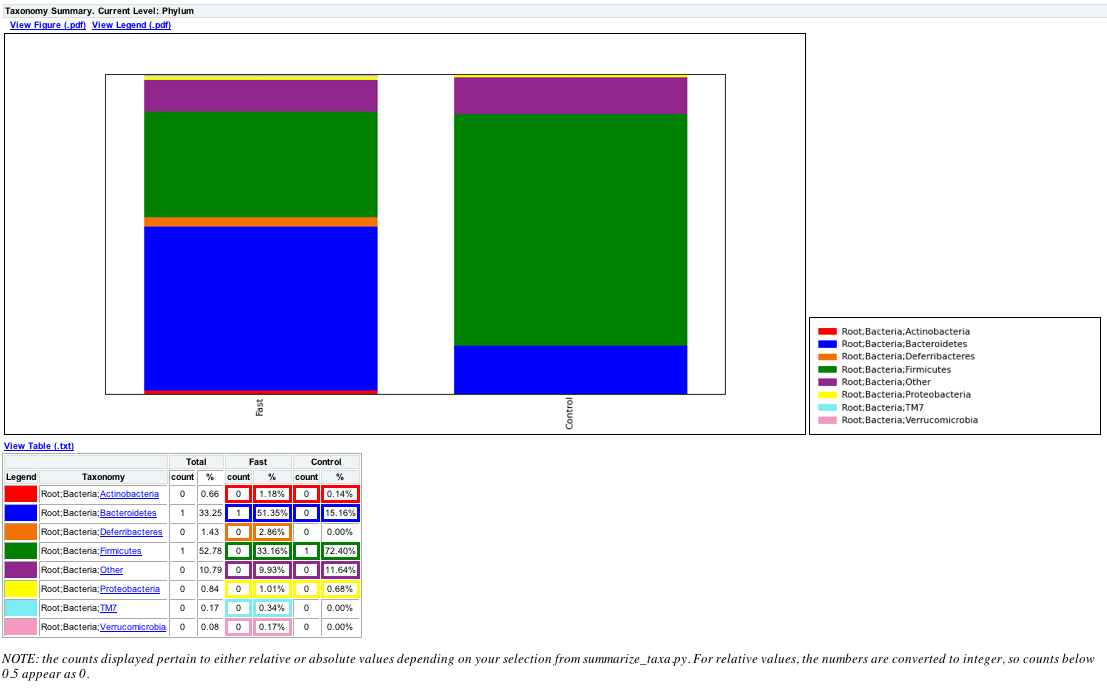 Taxonomy Summary. Current Level: Phylum
View Figure (.pdf) View Legend (.pdf)
Fast
Control
Root;Bacteria;Actinobacteria
Root;Bacteria;Bacteroidetes
Root;Bacteria;Deferribacteres
Root;Bacteria;Firmicutes
Root;Bacteria;Other
Root;Bacteria;Proteobacteria
Root;Bacteria;TM7
Root;Bacteria;Verrucomicrobia
View Table (.txt)
Total Fast Control
Legend Taxonomy count % count % count %
Root;Bacteria;Actinobacteria 0 0.66 0 1.18% 0 0.14%
Root;Bacteria;Bacteroidetes 1 33.25 1 51.35% 0 15.16%
Root;Bacteria;Deferribacteres 0 1.43 0 2.86% 0 0.00%
Root;Bacteria;Firmicutes 1 52.78 0 33.16% 1 72.40%
Root;Bacteria;Other 0 10.79 0 9.93% 0 11.64%
Root;Bacteria;Proteobacteria 0 0.84 0 1.01% 0 0.68%
Root;Bacteria;TM7 0 0.17 0 0.34% 0 0.00%
Root;Bacteria;Verrucomicrobia 0 0.08 0 0.17% 0 0.00%
NOTE: the counts displayed pertain to either relative or absolute values depending on your selection from summarize_taxa.py. For relative values, the numbers are converted to integer, so counts below
0.5 appear as 0.